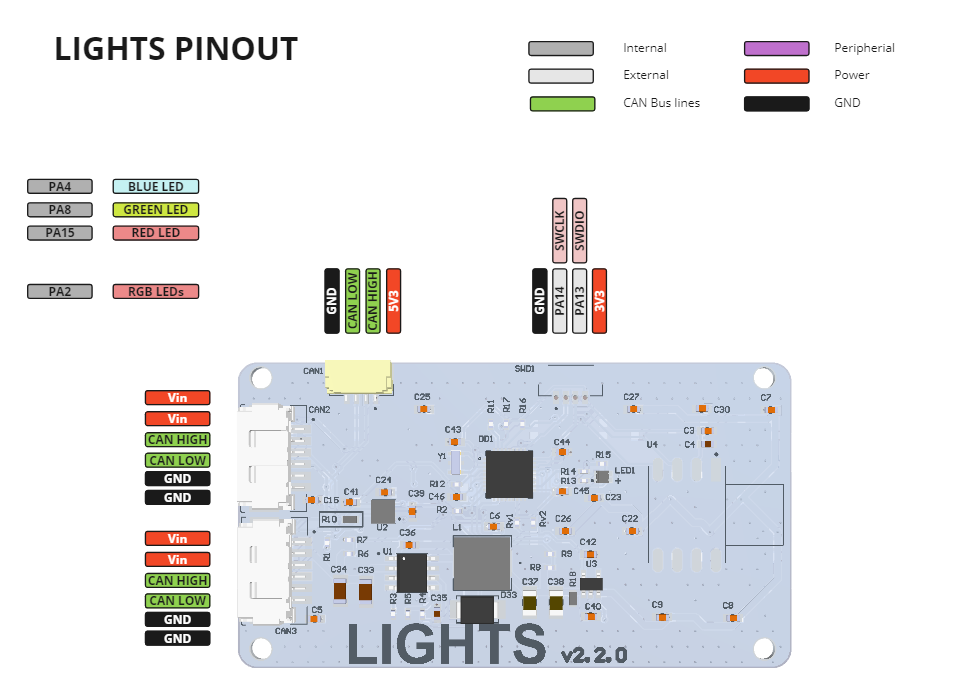 LIGHTS PINOUT
Internal
External
CAN Bus lines
Peripherial
Power
GND
PA4 BLUE LED
PA8 GREEN LED
PA15 RED LED
PA2 RGB LEDs
GND
CAN LOW
CAN HIGH
5V3
SWCLK
SWDIO
GND
PA14
PA13
3V3
Vin
Vin
CAN HIGH
CAN LOW
GND
GND
Vin
Vin
CAN HIGH
CAN LOW
GND
GND
CAN1
SWD1
CAN2
C25
R11
R17
R16
C27
C30
C7
C3
C4
C43
DD1
C44
U4
Y1
R15
R14
R13
LED1
+
C24
R12
C46
C45
C23
C16
C41
C39
R2
R10
U2
L1
C6
Rv1
Rv2
C26
C22
R1
R7
R6
C36
U1
R9
R8
C42
U3
C34
C33
C37
C38
R18
R3
R5
R4
C35
D33
C40
C9
C8
C5
CAN3
LIGHTS v2.2.0